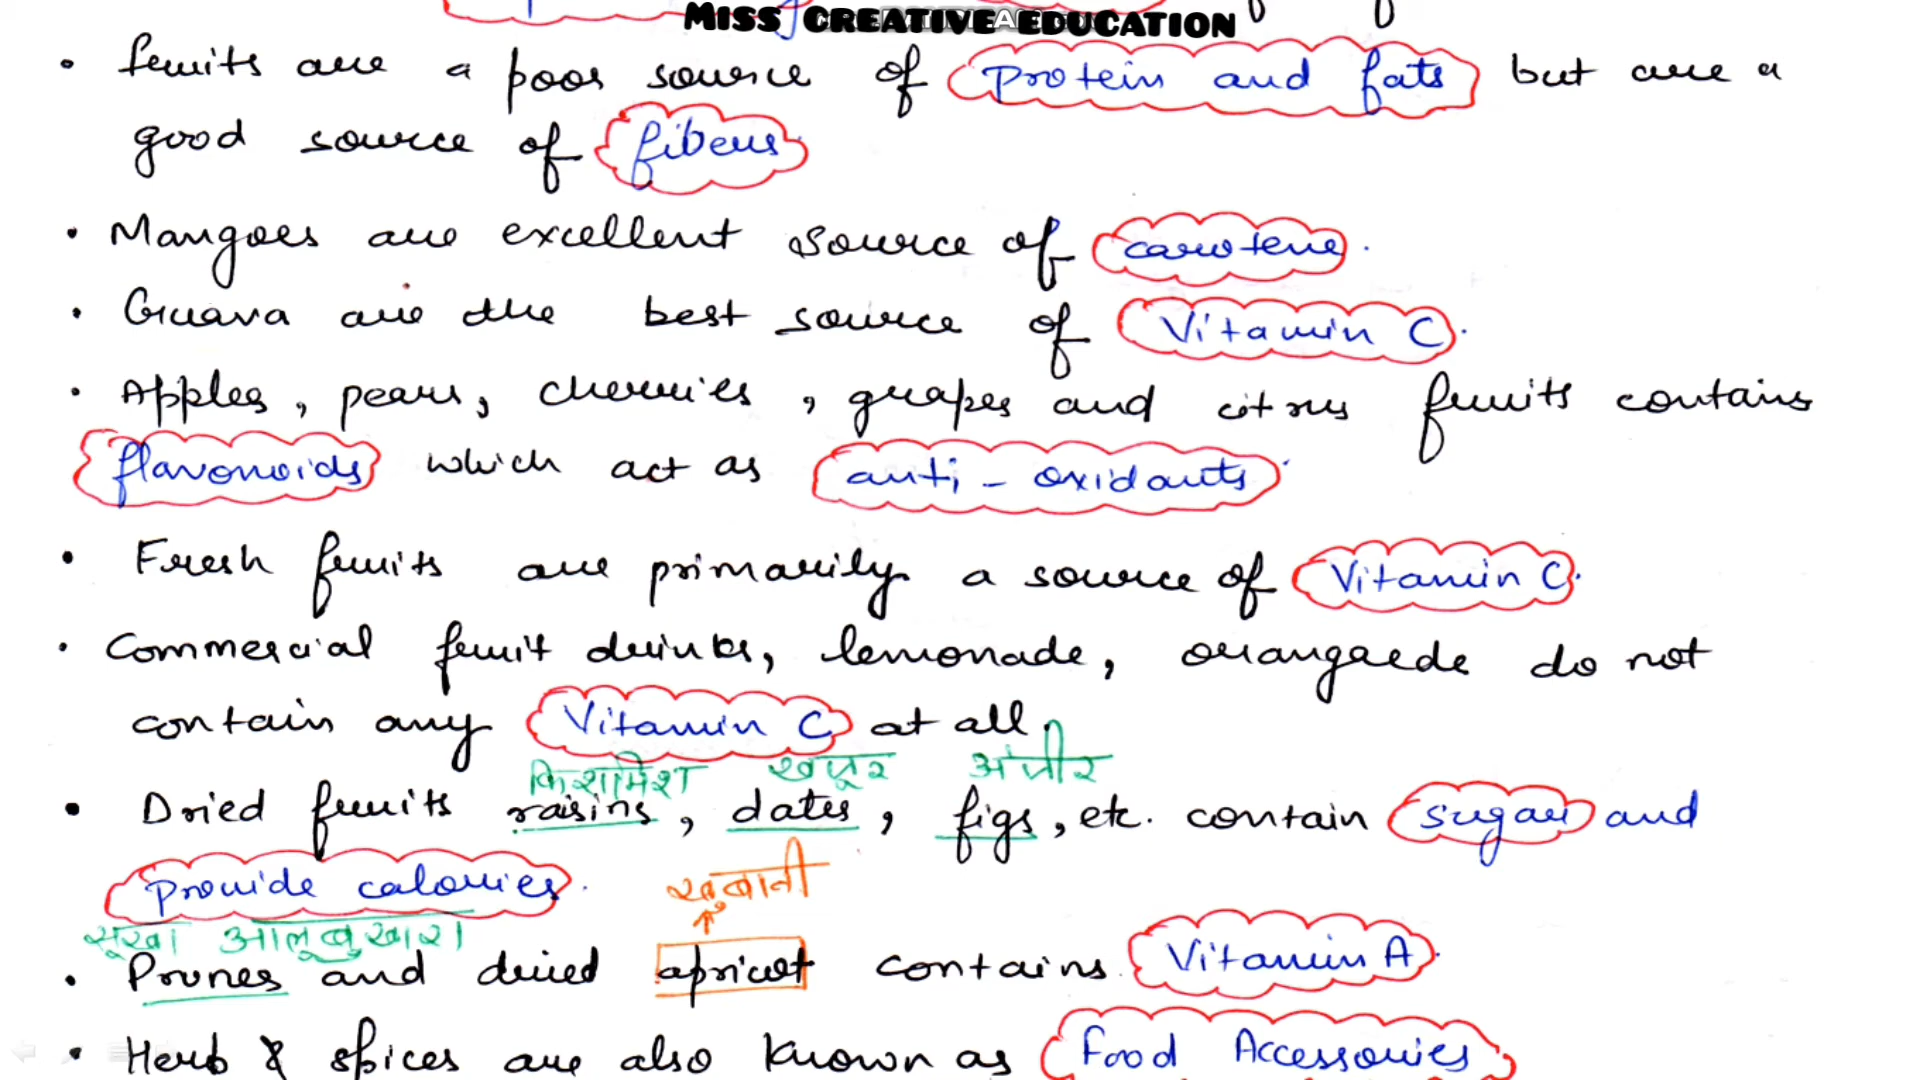 MISS CREATIVE EDUCATION
• fruits are a poor source of protein and fats but are a
good source of fibers.
• Mangoes are excellent source of carotene.
• Guava are the best source of Vitamin C.
• Apples, pears, cherries, grapes and citrus fruits contains
flavonoids which act as anti-oxidants.
• Fresh fruits are primarily a source of Vitamin C.
• Commercial fruit drinks, lemonade, orangaede do not
contain any Vitamin C at all.
किशमिश खजूर अंजीर
• Dried fruits raisins, dates, figs, etc. contain sugar and
provide calories.
खुबानी
सूखा आलूबुखारा
• Prunes and dried apricot contains Vitamin A.
• Herb & spices are also known as Food Accessories